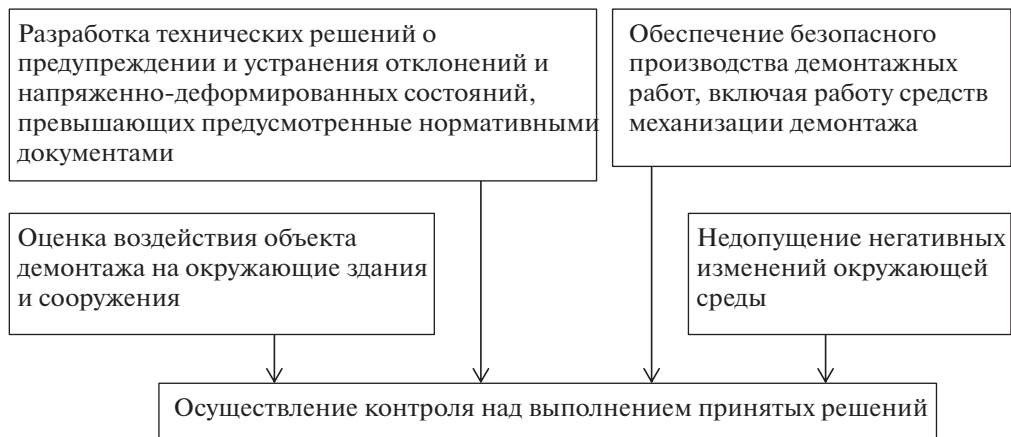 Разработка технических решений о
предупреждении и устранения отклонений и
напряженно-деформированных состояний,
превышающих предусмотренные нормативными
документами
Обеспечение безопасного
производства демонтажных
работ, включая работу средств
механизации демонтажа
Оценка воздействия объекта
демонтажа на окружающие здания
и сооружения
Недопущение негативных
изменений окружающей
среды
Осуществление контроля над выполнением принятых решений